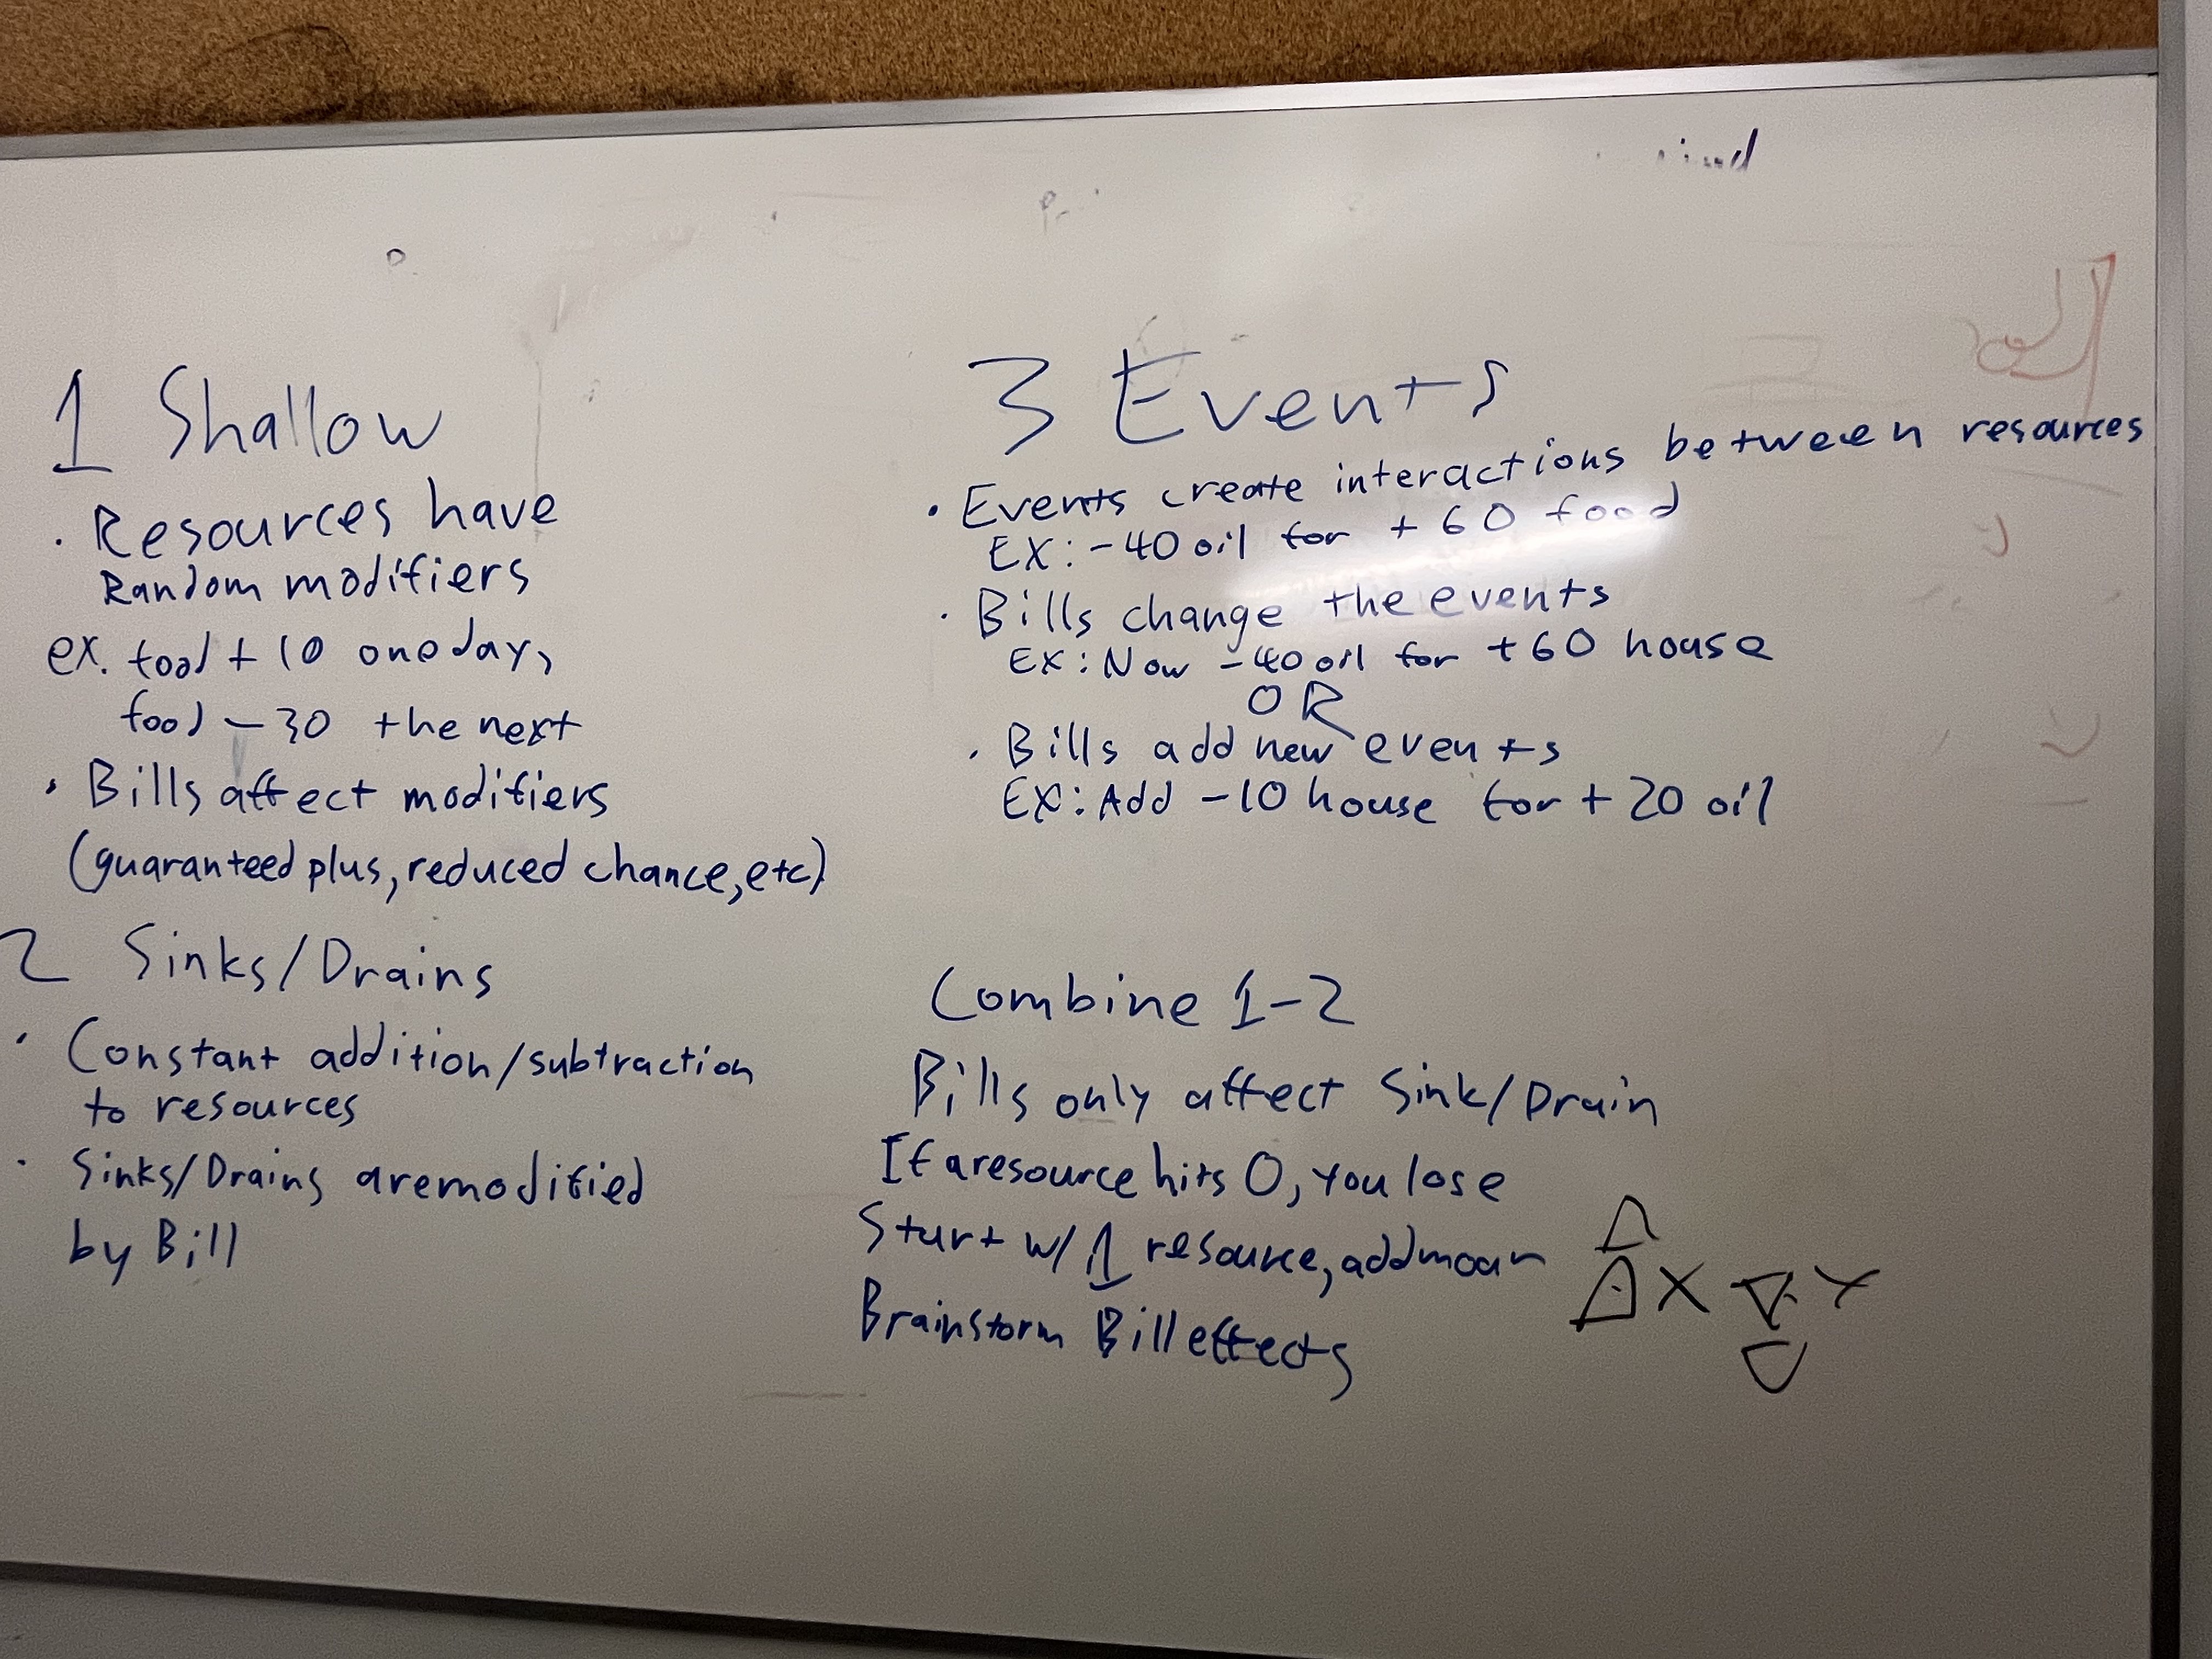 1 Shallow
· Resources have
Random modifiers
ex. food + 10 one day,
food - 30 the next
· Bills affect modifiers
(guaranteed plus, reduced chance, etc)
2 Sinks/Drains
· Constant addition/subtraction
to resources
· Sinks/Drains are modified
by Bill
3 Events
· Events create interactions between resources
EX: -40 oil for +60 food
· Bills change the events
EX: Now -40 oil for +60 house
OR
· Bills add new events
EX: Add -10 house for +20 oil
Combine 1-2
Bills only affect Sink/Drain
If a resource hits 0, you lose
Start w/ 1 resource, add moar
Brainstorm Bill effects
X